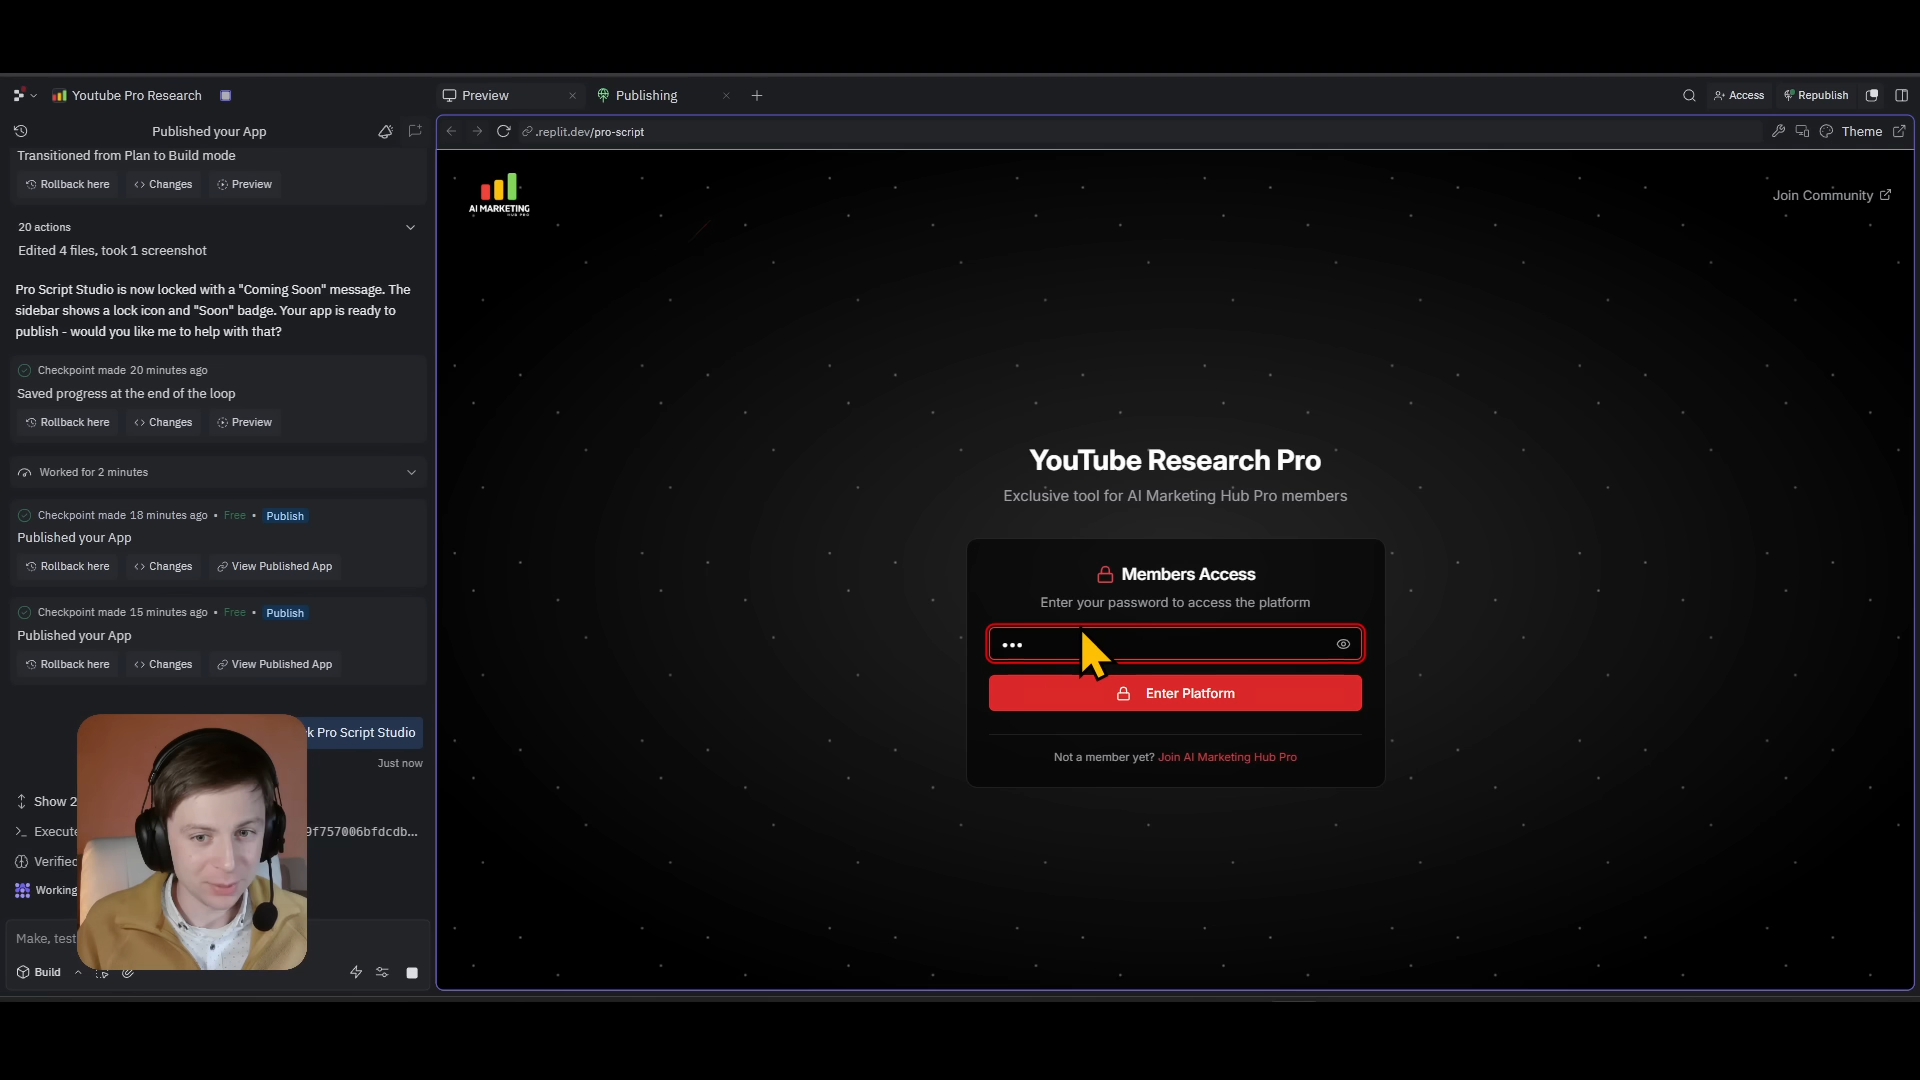 Youtube Pro Research
Preview
Publishing
Access
Republish
Published your App
.replit.dev/pro-script
Theme
Transitioned from Plan to Build mode
Rollback here
Changes
Preview
20 actions
Edited 4 files, took 1 screenshot
Pro Script Studio is now locked with a "Coming Soon" message. The
sidebar shows a lock icon and "Soon" badge. Your app is ready to
publish - would you like me to help with that?
Checkpoint made 20 minutes ago
Saved progress at the end of the loop
Rollback here
Changes
Preview
Worked for 2 minutes
Checkpoint made 18 minutes ago • Free • Publish
Published your App
Rollback here
Changes
View Published App
Checkpoint made 15 minutes ago • Free • Publish
Published your App
Rollback here
Changes
View Published App
Pro Script Studio
Just now
Show
Working
Make, test
Build
AI MARKETING
HUB PRO
Join Community
YouTube Research Pro
Exclusive tool for AI Marketing Hub Pro members
Members Access
Enter your password to access the platform
•••
Enter Platform
Not a member yet? Join AI Marketing Hub Pro